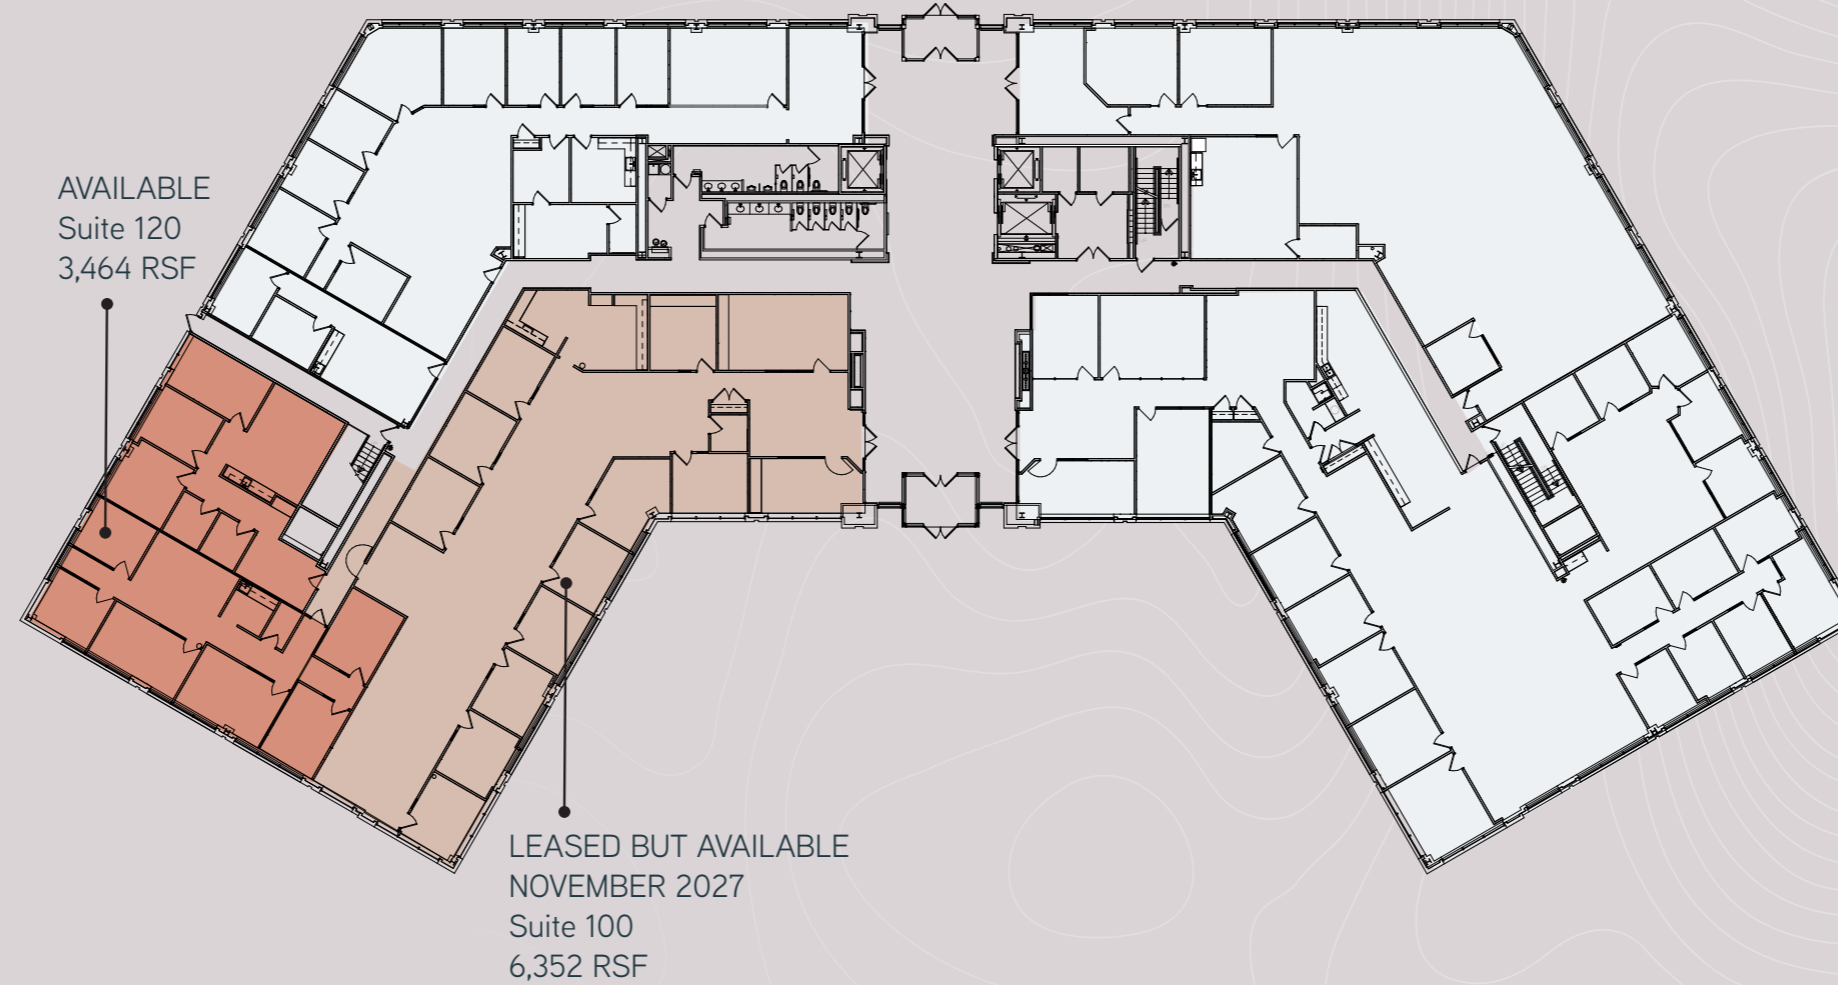 AVAILABLE
Suite 120
3,464 RSF
LEASED BUT AVAILABLE
NOVEMBER 2027
Suite 100
6,352 RSF